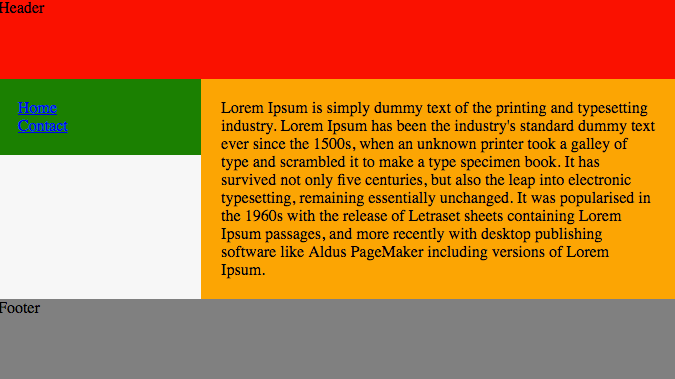 Header
Home
Contact
Lorem Ipsum is simply dummy text of the printing and typesetting
industry. Lorem Ipsum has been the industry's standard dummy text
ever since the 1500s, when an unknown printer took a galley of
type and scrambled it to make a type specimen book. It has
survived not only five centuries, but also the leap into electronic
typesetting, remaining essentially unchanged. It was popularised in
the 1960s with the release of Letraset sheets containing Lorem
Ipsum passages, and more recently with desktop publishing
software like Aldus PageMaker including versions of Lorem
Ipsum.
Footer